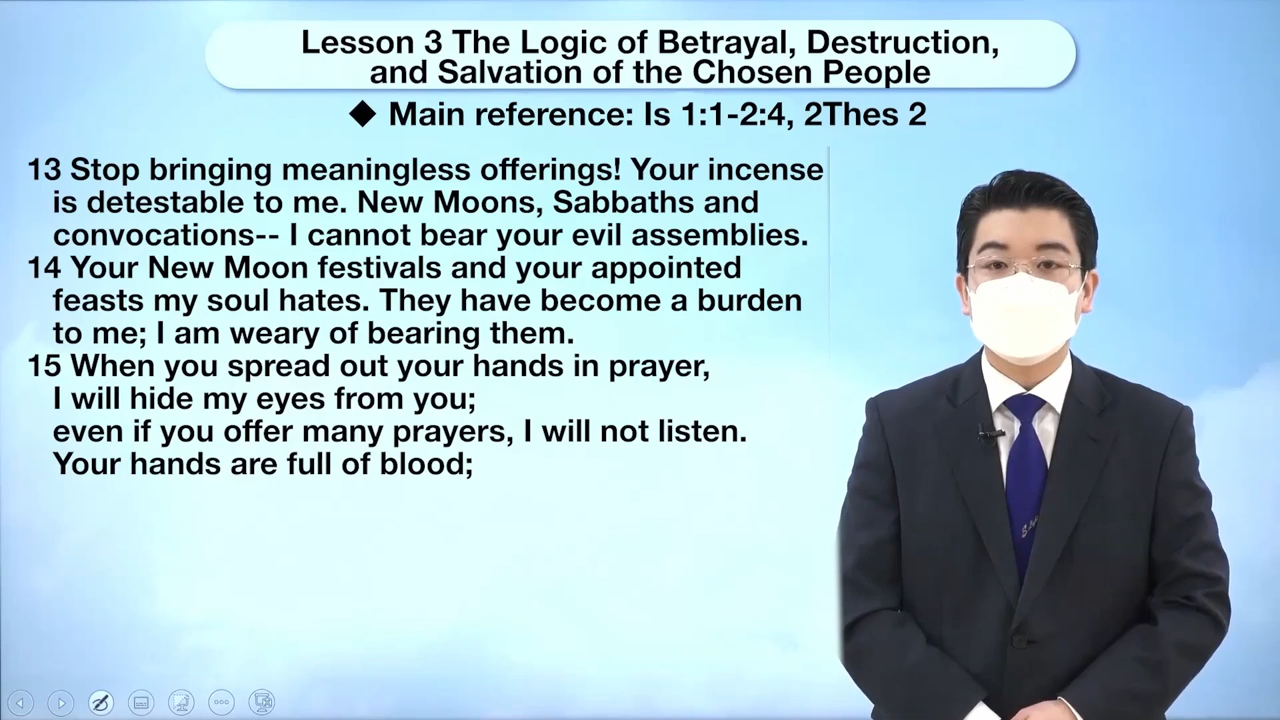 Lesson 3 The Logic of Betrayal, Destruction,
and Salvation of the Chosen People
◆ Main reference: Is 1:1-2:4, 2Thes 2
13 Stop bringing meaningless offerings! Your incense
is detestable to me. New Moons, Sabbaths and
convocations-- I cannot bear your evil assemblies.
14 Your New Moon festivals and your appointed
feasts my soul hates. They have become a burden
to me; I am weary of bearing them.
15 When you spread out your hands in prayer,
I will hide my eyes from you;
even if you offer many prayers, I will not listen.
Your hands are full of blood;